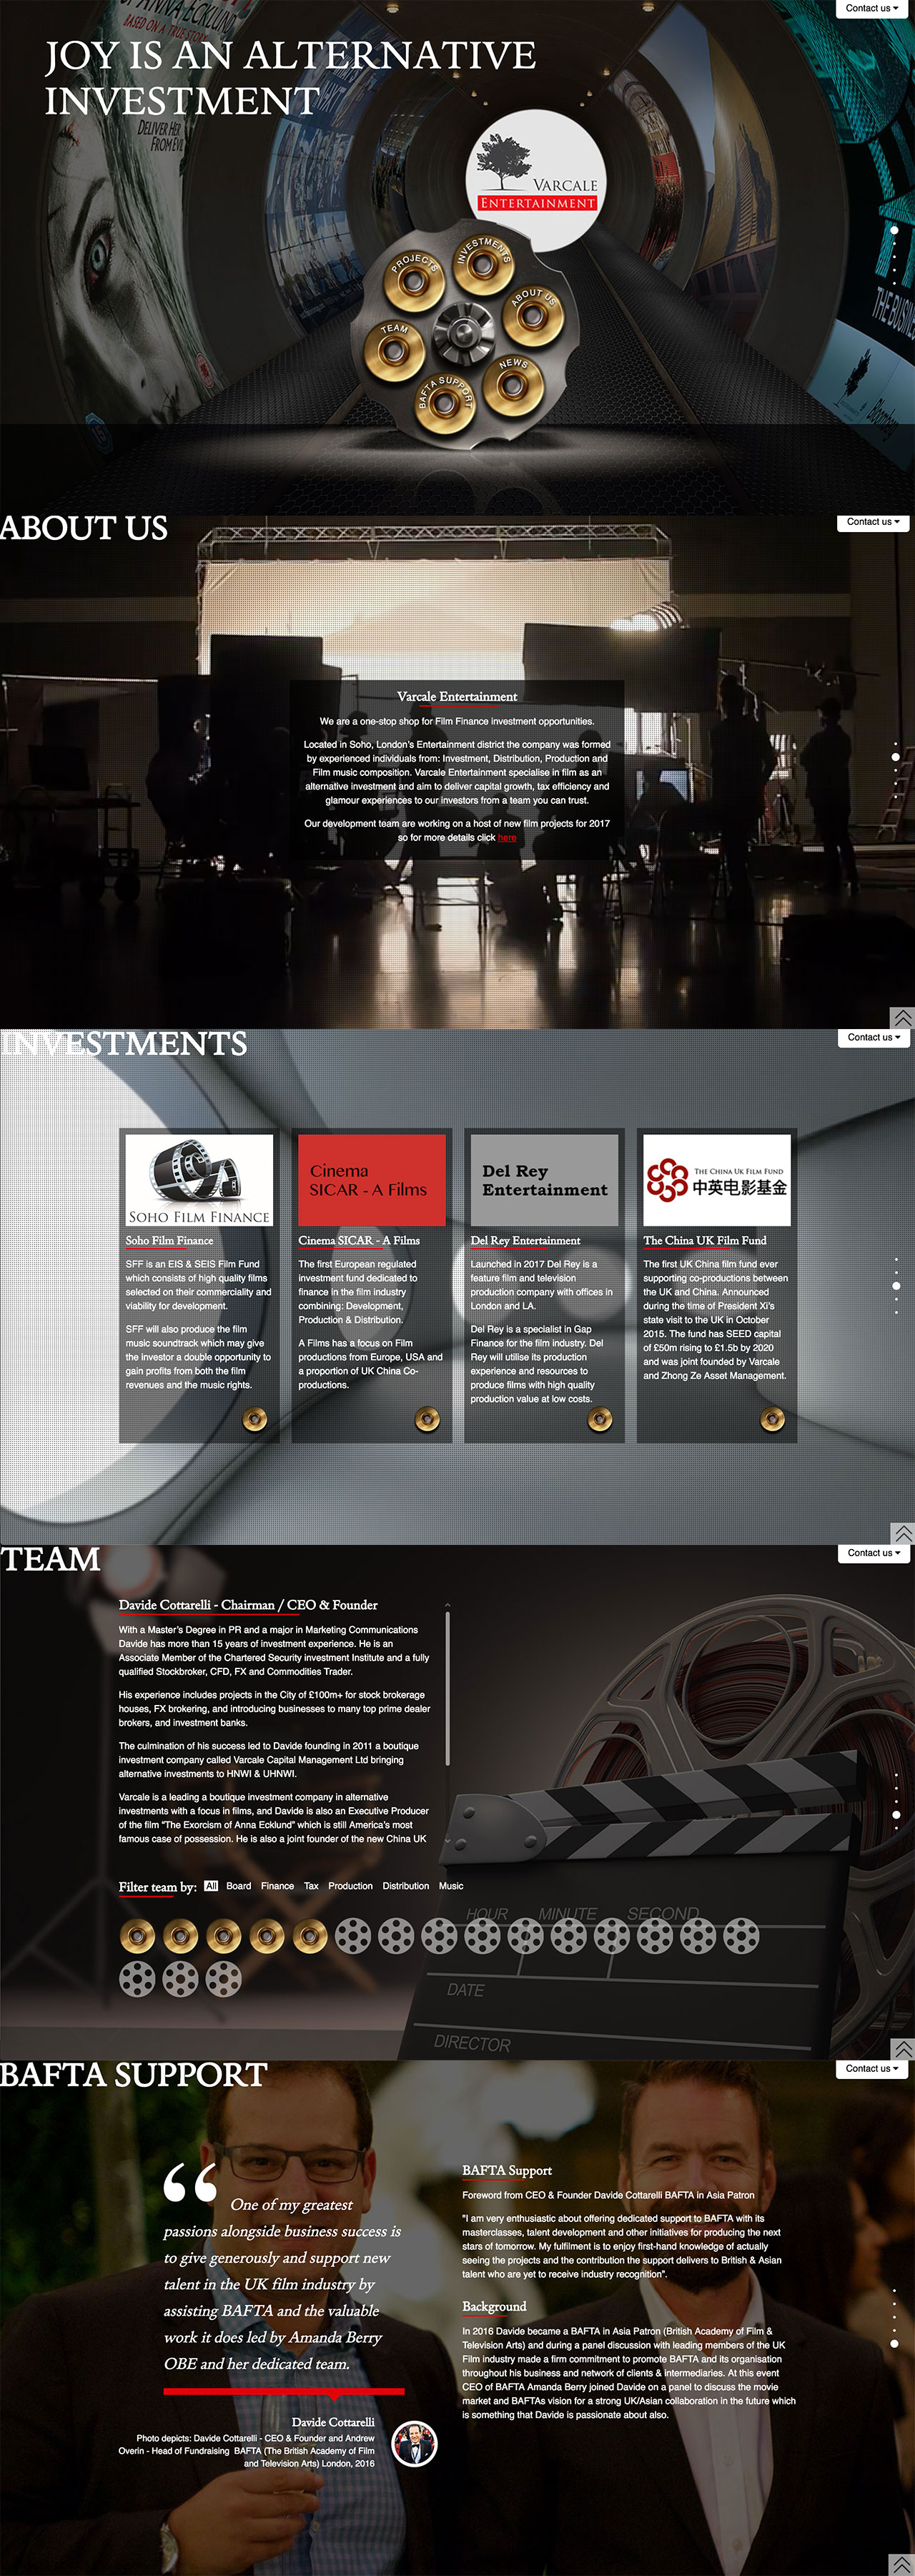 Contact us
ANNA ECKLUND
BASED ON A TRUE STORY
JOY IS AN ALTERNATIVE
INVESTMENT
DELIVER HER
FROM EVIL
VARCALE
ENTERTAINMENT
PROJECTS
INVESTMENTS
ABOUT US
TEAM
NEWS
BAFTA SUPPORT
ABOUT US
Contact us
Varcale Entertainment
We are a one-stop shop for Film Finance investment opportunities.
Located in Soho, London's Entertainment district the company was formed
by experienced individuals from: Investment, Distribution, Production and
Film music composition. Varcale Entertainment specialise in film as an
alternative investment and aim to deliver capital growth, tax efficiency and
glamour experiences to our investors from a team you can trust.
Our development team are working on a host of new film projects for 2017
so for more details click here
INVESTMENTS
Contact us
SOHO FILM FINANCE
Soho Film Finance
SFF is an EIS & SEIS Film Fund
which consists of high quality films
selected on their commerciality and
viability for development.
SFF will also produce the film
music soundtrack which may give
the investor a double opportunity to
gain profits from both the film
revenues and the music rights.
Cinema
SICAR - A Films
Cinema SICAR - A Films
The first European regulated
investment fund dedicated to
finance in the film industry
combining: Development,
Production & Distribution.
A Films has a focus on Film
productions from Europe, USA and
a proportion of UK China Co-
productions.
Del Rey
Entertainment
Del Rey Entertainment
Launched in 2017 Del Rey is a
feature film and television
production company with offices in
London and LA.
Del Rey is a specialist in Gap
Finance for the film industry. Del
Rey will utilise its production
experience and resources to
produce films with high quality
production value at low costs.
THE CHINA UK FILM FUND
中英电影基金
The China UK Film Fund
The first UK China film fund ever
supporting co-productions between
the UK and China. Announced
during the time of President Xi's
state visit to the UK in October
2015. The fund has SEED capital
of £50m rising to £1.5b by 2020
and was joint founded by Varcale
and Zhong Ze Asset Management.
TEAM
Contact us
Davide Cottarelli - Chairman / CEO & Founder
With a Master's Degree in PR and a major in Marketing Communications
Davide has more than 15 years of investment experience. He is an
Associate Member of the Chartered Security investment Institute and a fully
qualified Stockbroker, CFD, FX and Commodities Trader.
His experience includes projects in the City of £100m+ for stock brokerage
houses, FX brokering, and introducing businesses to many top prime dealer
brokers, and investment banks.
The culmination of his success led to Davide founding in 2011 a boutique
investment company called Varcale Capital Management Ltd bringing
alternative investments to HNWI & UHNWI.
Varcale is a leading a boutique investment company in alternative
investments with a focus in films, and Davide is also an Executive Producer
of the film "The Exorcism of Anna Ecklund" which is still America's most
famous case of possession. He is also a joint founder of the new China UK
Filter team by: All Board Finance Tax Production Distribution Music
HOUR MINUTE SECOND
DATE
DIRECTOR
BAFTA SUPPORT
Contact us
“ One of my greatest
passions alongside business success is
to give generously and support new
talent in the UK film industry by
assisting BAFTA and the valuable
work it does led by Amanda Berry
OBE and her dedicated team.
Davide Cottarelli
Photo depicts: Davide Cottarelli - CEO & Founder and Andrew
Overin - Head of Fundraising BAFTA (The British Academy of Film
and Television Arts) London, 2016
BAFTA Support
Foreword from CEO & Founder Davide Cottarelli BAFTA in Asia Patron
"I am very enthusiastic about offering dedicated support to BAFTA with its
masterclasses, talent development and other initiatives for producing the next
stars of tomorrow. My fulfilment is to enjoy first-hand knowledge of actually
seeing the projects and the contribution the support delivers to British & Asian
talent who are yet to receive industry recognition".
Background
In 2016 Davide became a BAFTA in Asia Patron (British Academy of Film &
Television Arts) and during a panel discussion with leading members of the UK
Film industry made a firm commitment to promote BAFTA and its organisation
throughout his business and network of clients & intermediaries. At this event
CEO of BAFTA Amanda Berry joined Davide on a panel to discuss the movie
market and BAFTAs vision for a strong UK/Asian collaboration in the future which
is something that Davide is passionate about also.